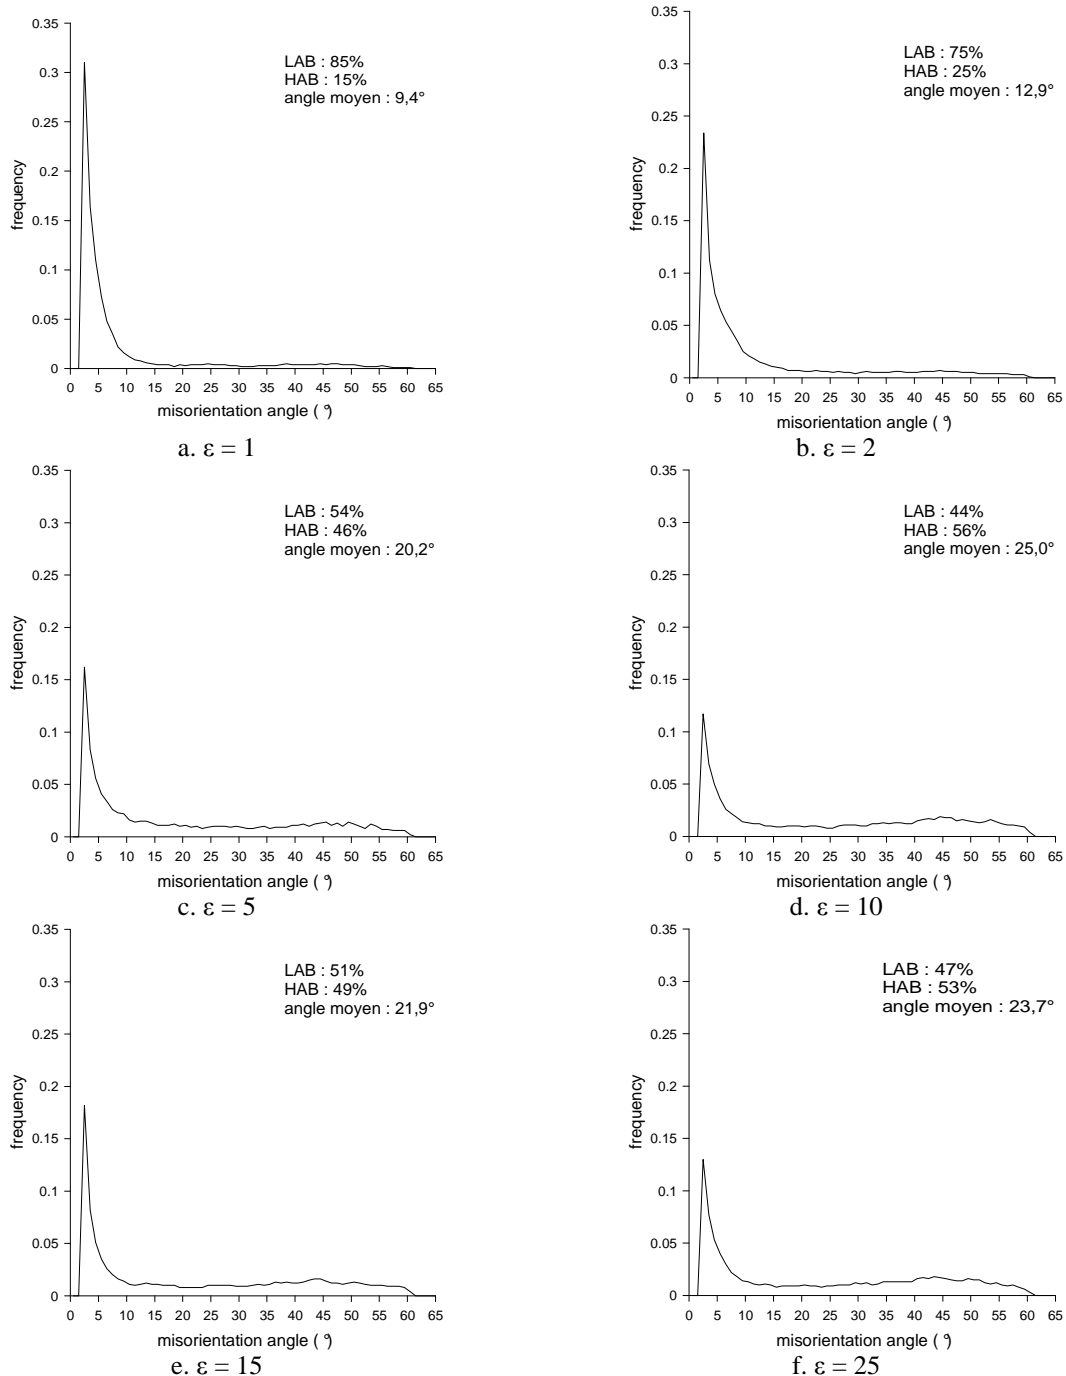 0.35
0.3
0.25
0.2
0.15
0.1
0.05
0
frequency
LAB : 85%
HAB : 15%
angle moyen : 9,4°
0 5 10 15 20 25 30 35 40 45 50 55 60 65
misorientation angle ( °)
a. ε = 1
0.35
0.3
0.25
0.2
0.15
0.1
0.05
0
frequency
LAB : 75%
HAB : 25%
angle moyen : 12,9°
0 5 10 15 20 25 30 35 40 45 50 55 60 65
misorientation angle ( °)
b. ε = 2
0.35
0.3
0.25
0.2
0.15
0.1
0.05
0
frequency
LAB : 54%
HAB : 46%
angle moyen : 20,2°
0 5 10 15 20 25 30 35 40 45 50 55 60 65
misorientation angle ( °)
c. ε = 5
0.35
0.3
0.25
0.2
0.15
0.1
0.05
0
frequency
LAB : 44%
HAB : 56%
angle moyen : 25,0°
0 5 10 15 20 25 30 35 40 45 50 55 60 65
misorientation angle ( °)
d. ε = 10
0.35
0.3
0.25
0.2
0.15
0.1
0.05
0
frequency
LAB : 51%
HAB : 49%
angle moyen : 21,9°
0 5 10 15 20 25 30 35 40 45 50 55 60 65
misorientation angle ( °)
e. ε = 15
0.35
0.3
0.25
0.2
0.15
0.1
0.05
0
frequency
LAB : 47%
HAB : 53%
angle moyen : 23,7°
0 5 10 15 20 25 30 35 40 45 50 55 60 65
misorientation angle ( °)
f. ε = 25